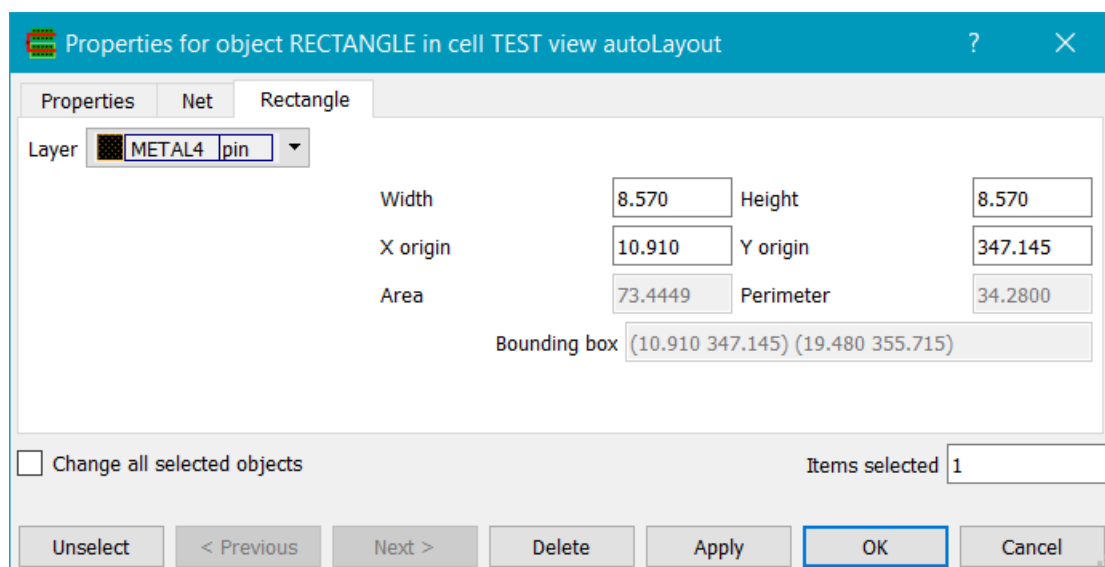 Properties for object RECTANGLE in cell TEST view autoLayout ? ×
Properties Net Rectangle
Layer METAL4 pin
Width 8.570 Height 8.570
X origin 10.910 Y origin 347.145
Area 73.4449 Perimeter 34.2800
Bounding box (10.910 347.145) (19.480 355.715)
Change all selected objects Items selected 1
Unselect < Previous Next > Delete Apply OK Cancel